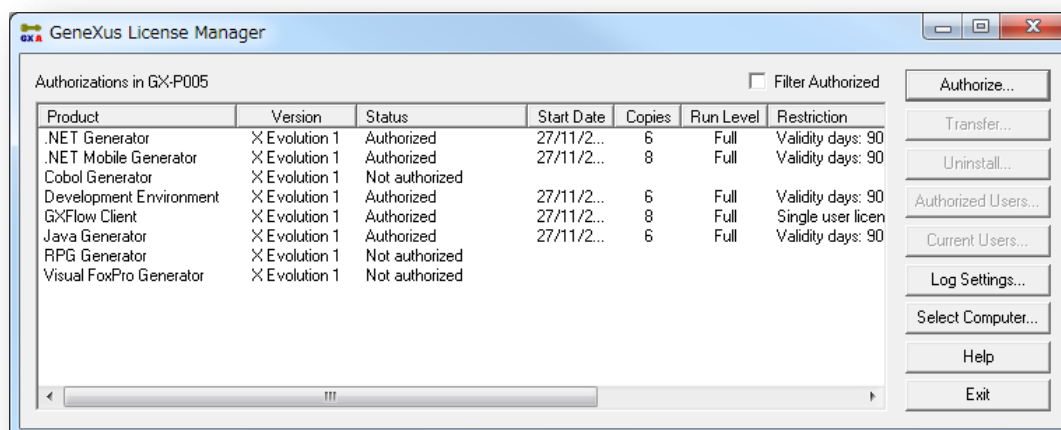 GeneXus License Manager
Authorizations in GX-P005
Filter Authorized
Product Version Status Start Date Copies Run Level Restriction
.NET Generator X Evolution 1 Authorized 27/11/2... 6 Full Validity days: 90
.NET Mobile Generator X Evolution 1 Authorized 27/11/2... 8 Full Validity days: 90
Cobol Generator X Evolution 1 Not authorized
Development Environment X Evolution 1 Authorized 27/11/2... 6 Full Validity days: 90
GXFlow Client X Evolution 1 Authorized 27/11/2... 8 Full Single user licen
Java Generator X Evolution 1 Authorized 27/11/2... 6 Full Validity days: 90
RPG Generator X Evolution 1 Not authorized
Visual FoxPro Generator X Evolution 1 Not authorized
Authorize...
Transfer...
Uninstall...
Authorized Users...
Current Users...
Log Settings...
Select Computer...
Help
Exit